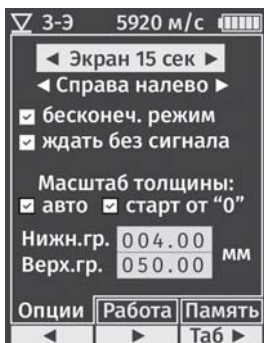 З-Э 5920 м/с
◄ Экран 15 сек ►
◄ Справа налево ►
бесконеч. режим
ждать без сигнала
Масштаб толщины:
авто старт от “0”
Нижн.гр. 004.00
мм
Верх.гр. 050.00
Опции Работа Память
◄ ► Таб ►